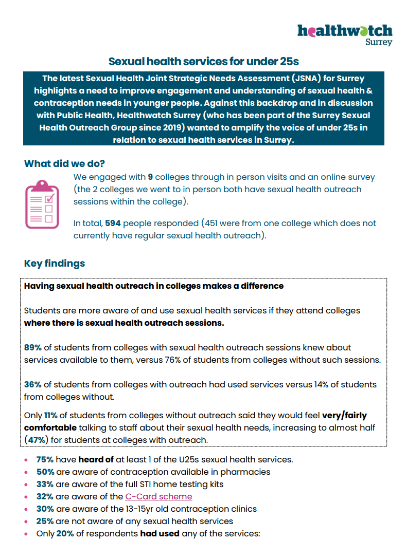 healthwatch
Surrey
Sexual health services for under 25s
The latest Sexual Health Joint Strategic Needs Assessment (JSNA) for Surrey
highlights a need to improve engagement and understanding of sexual health &
contraception needs in younger people. Against this backdrop and in discussion
with Public Health, Healthwatch Surrey (who has been part of the Surrey Sexual
Health Outreach Group since 2019) wanted to amplify the voice of under 25s in
relation to sexual health services in Surrey.
What did we do?
We engaged with 9 colleges through in person visits and an online survey
(the 2 colleges we went to in person both have sexual health outreach
sessions within the college).
In total, 594 people responded (451 were from one college which does not
currently have regular sexual health outreach).
Key findings
Having sexual health outreach in colleges makes a difference
Students are more aware of and use sexual health services if they attend colleges
where there is sexual health outreach sessions.
89% of students from colleges with sexual health outreach sessions knew about
services available to them, versus 76% of students from colleges without such sessions.
36% of students from colleges with outreach had used services versus 14% of students
from colleges without.
Only 11% of students from colleges without outreach said they would feel very/fairly
comfortable talking to staff about their sexual health needs, increasing to almost half
(47%) for students at colleges with outreach.
• 75% have heard of at least 1 of the U25s sexual health services.
• 50% are aware of contraception available in pharmacies
• 33% are aware of the full STI home testing kits
• 32% are aware of the C-Card scheme
• 30% are aware of the 13-15yr old contraception clinics
• 25% are not aware of any sexual health services
• Only 20% of respondents had used any of the services: